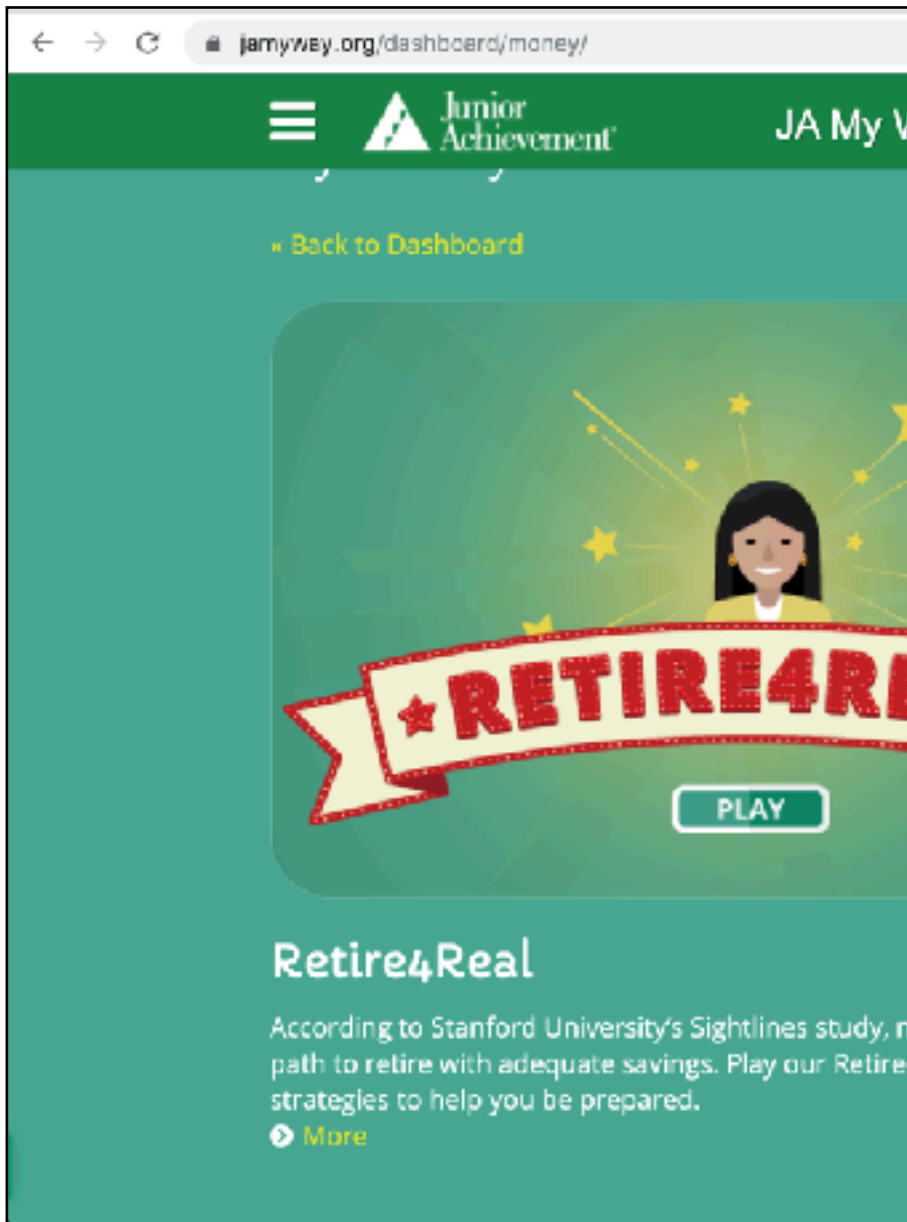 jamyway.org/dashboard/money/
Junior
Achievement
JA My W
« Back to Dashboard
RETIRE4RE
PLAY
Retire4Real
According to Stanford University's Sightlines study,
path to retire with adequate savings. Play our Retire
strategies to help you be prepared.
More